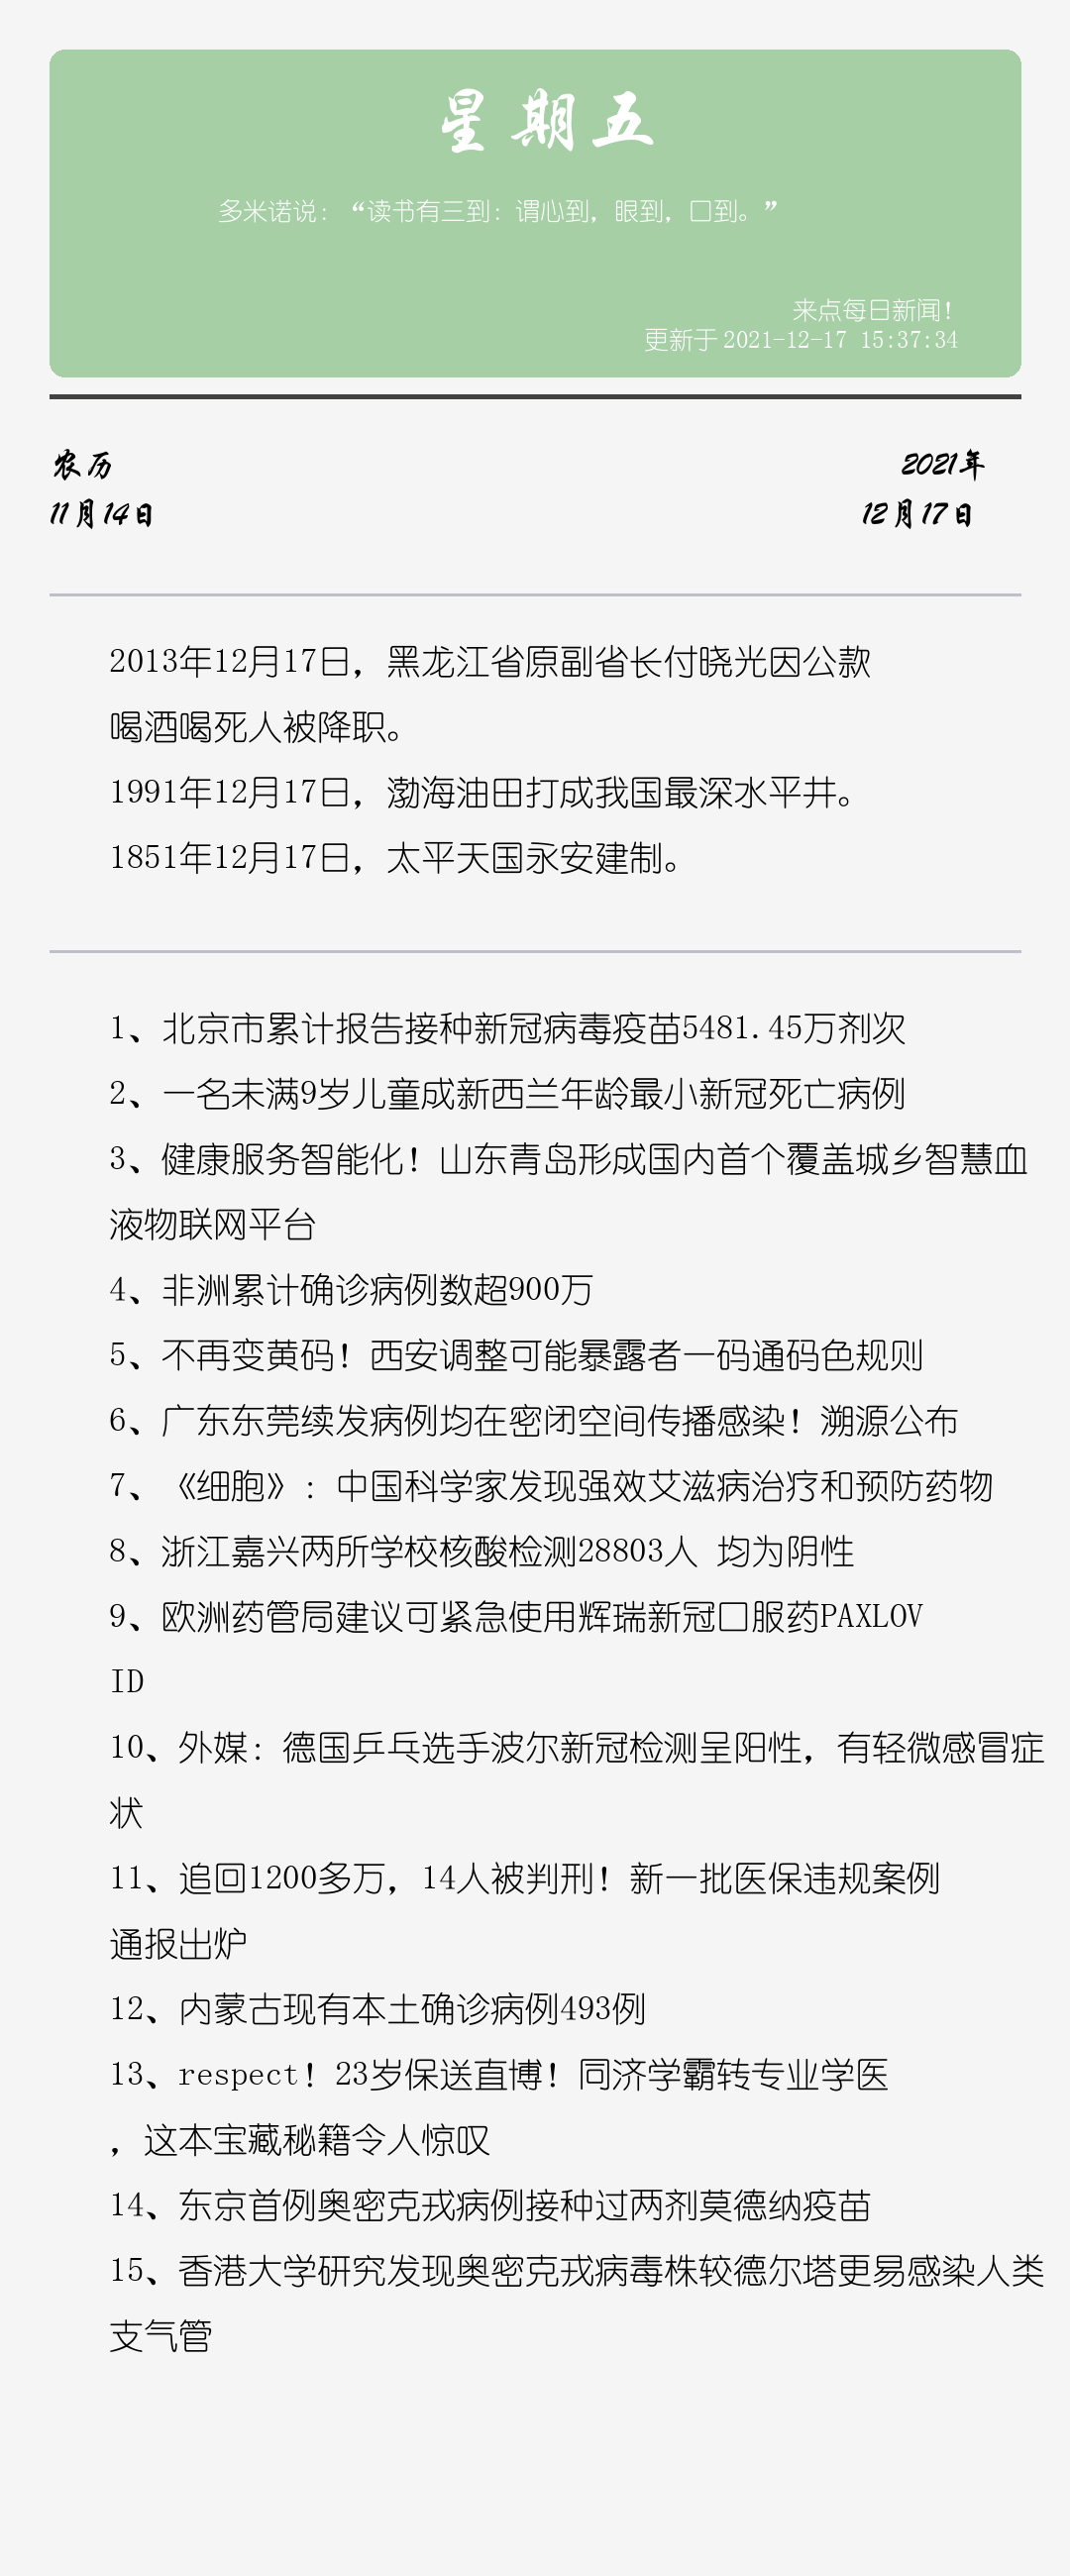 星期五
多米诺说：“读书有三到：谓心到，眼到，口到。”
来点每日新闻！
更新于 2021-12-17 15:37:34
农历
2021年
11月14日
12月17日
2013年12月17日，黑龙江省原副省长付晓光因公款
喝酒喝死人被降职。
1991年12月17日，渤海油田打成我国最深水平井。
1851年12月17日，太平天国永安建制。
1、北京市累计报告接种新冠病毒疫苗5481.45万剂次
2、一名未满9岁儿童成新西兰年龄最小新冠死亡病例
3、健康服务智能化！山东青岛形成国内首个覆盖城乡智慧血
液物联网平台
4、非洲累计确诊病例数超900万
5、不再变黄码！西安调整可能暴露者一码通码色规则
6、广东东莞续发病例均在密闭空间传播感染！溯源公布
7、《细胞》：中国科学家发现强效艾滋病治疗和预防药物
8、浙江嘉兴两所学校核酸检测28803人 均为阴性
9、欧洲药管局建议可紧急使用辉瑞新冠口服药PAXLOV
ID
10、外媒：德国乒乓选手波尔新冠检测呈阳性，有轻微感冒症
状
11、追回1200多万，14人被判刑！新一批医保违规案例
通报出炉
12、内蒙古现有本土确诊病例493例
13、respect！23岁保送直博！同济学霸转专业学医
，这本宝藏秘籍令人惊叹
14、东京首例奥密克戎病例接种过两剂莫德纳疫苗
15、香港大学研究发现奥密克戎病毒株较德尔塔更易感染人类
支气管